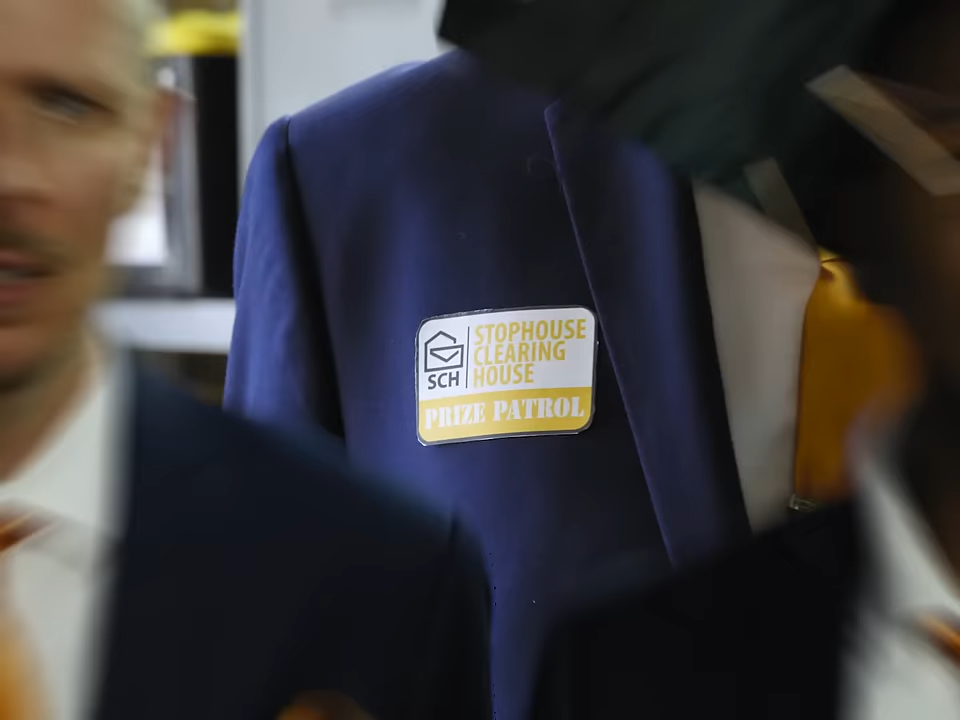 STOPHOUSE
CLEARING
HOUSE
SCH
PRIZE PATROL